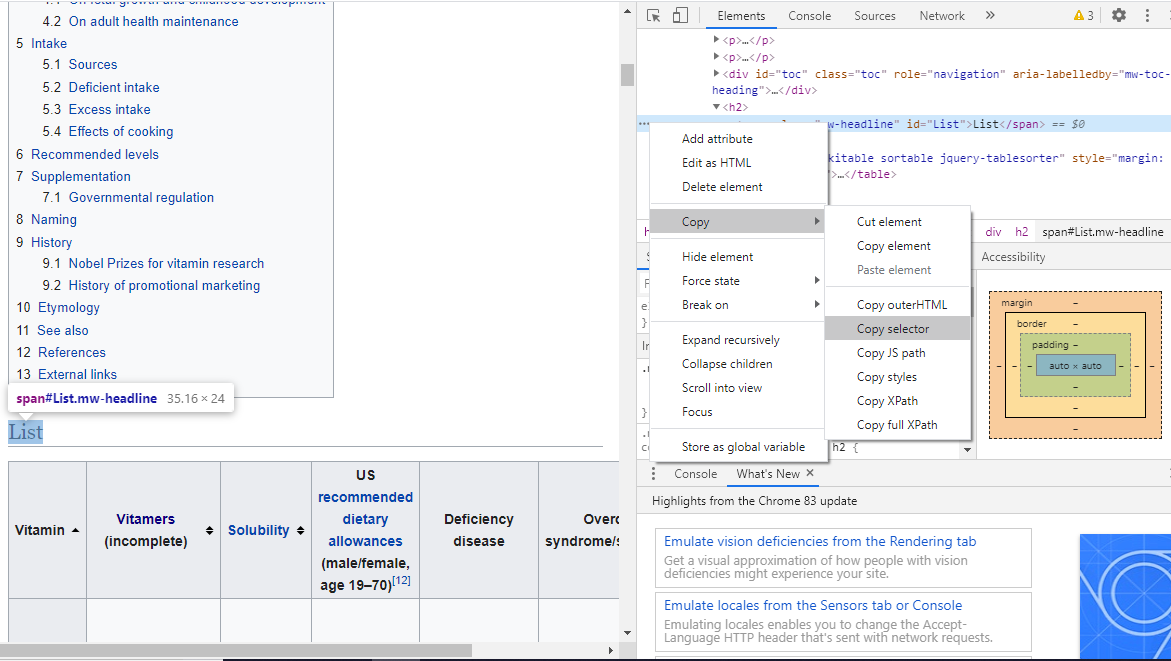 4.1 On fetal growth and childhood development
4.2 On adult health maintenance
5 Intake
5.1 Sources
5.2 Deficient intake
5.3 Excess intake
5.4 Effects of cooking
6 Recommended levels
7 Supplementation
7.1 Governmental regulation
8 Naming
9 History
9.1 Nobel Prizes for vitamin research
9.2 History of promotional marketing
10 Etymology
11 See also
12 References
13 External links
span#List.mw-headline 35.16 × 24
List
Vitamin
Vitamers
(incomplete)
Solubility
US
recommended
dietary
allowances
(male/female,
age 19–70)[12]
Deficiency
disease
Overd
syndrome/s
Elements Console Sources Network » 3
<p>…</p>
<p>…</p>
<div id="toc" class="toc" role="navigation" aria-labelledby="mw-toc-
heading">…</div>
<h2>
w-headline" id="List">List</span> == $0
kitable sortable jquery-tablesorter" style="margin:
">…</table>
Add attribute
Edit as HTML
Delete element
Copy
Hide element
Force state
Break on
Expand recursively
Collapse children
Scroll into view
Focus
Store as global variable
Cut element
Copy element
Paste element
Copy outerHTML
Copy selector
Copy JS path
Copy styles
Copy XPath
Copy full XPath
div h2 span#List.mw-headline
Accessibility
margin –
border –
padding –
– – – auto × auto – – –
–
–
–
h2 {
Console What's New ×
Highlights from the Chrome 83 update
Emulate vision deficiencies from the Rendering tab
Get a visual approximation of how people with vision
deficiencies might experience your site.
Emulate locales from the Sensors tab or Console
Emulating locales enables you to change the Accept-
Language HTTP header that's sent with network requests.